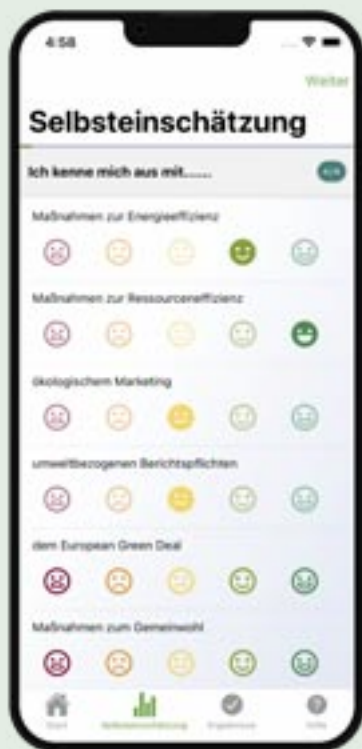 4:58
Weiter
Selbsteinschätzung
Ich kenne mich aus mit......
Maßnahmen zur Energieeffizienz
Maßnahmen zur Ressourceneffizienz
ökologischem Marketing
umweltbezogenen Berichtspflichten
dem European Green Deal
Maßnahmen zum Gemeinwohl
Start
Selbsteinschätzung
Ergebnisse
Hilfe